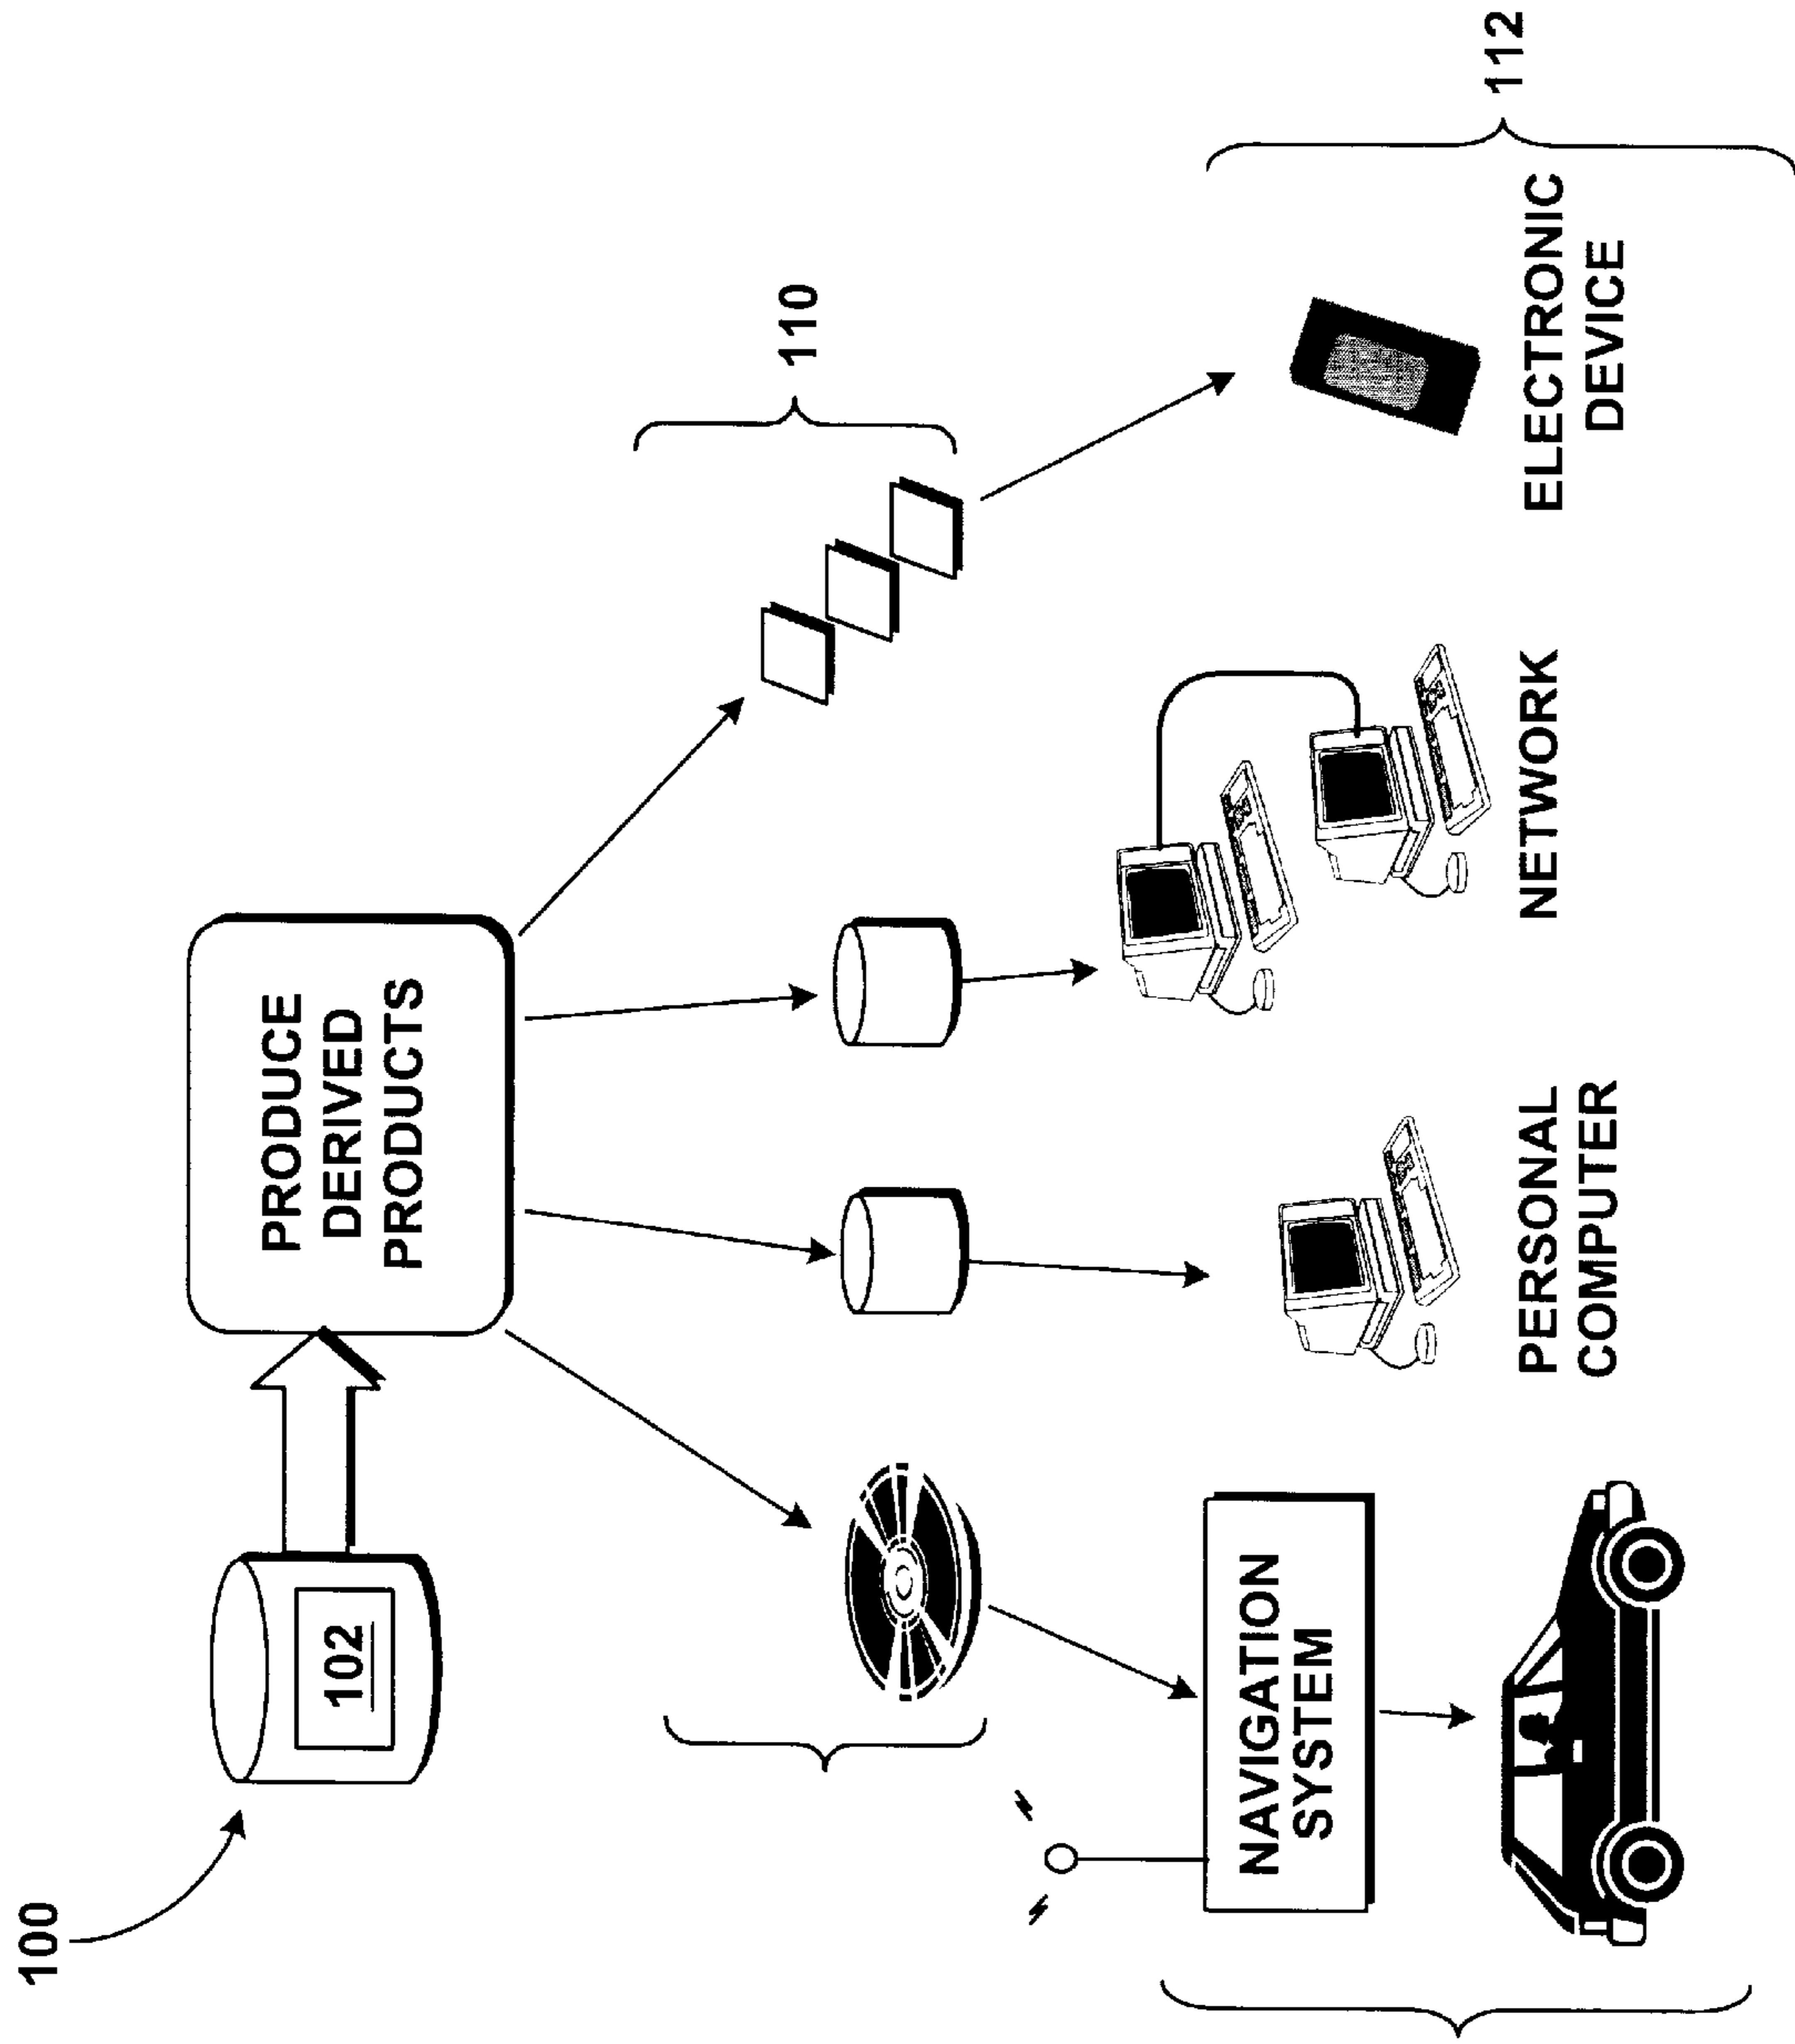 100
102
PRODUCE
DERIVED
PRODUCTS
110
NAVIGATION
SYSTEM
PERSONAL
COMPUTER
NETWORK
ELECTRONIC
DEVICE
112